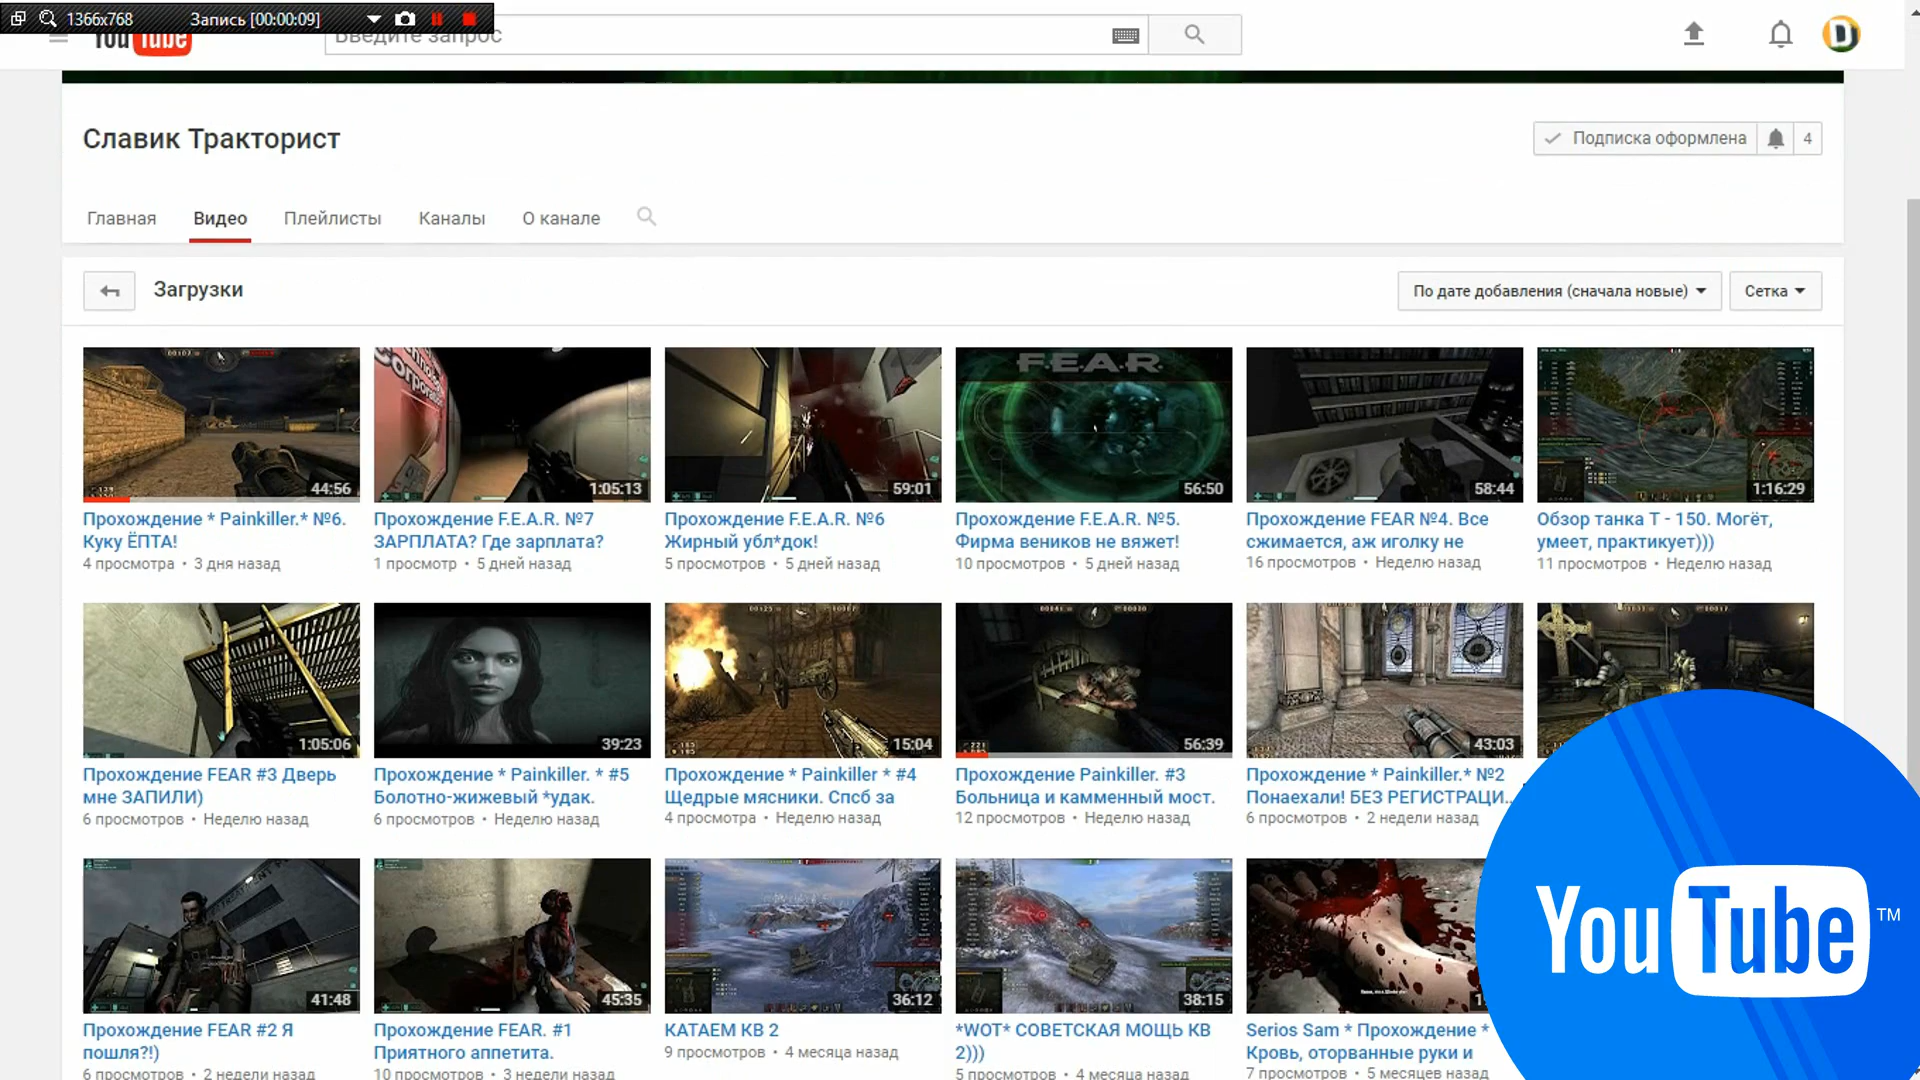 1366x768 Запись [00:00:09]
YouTube
Введите запрос
Славик Тракторист
Подписка оформлена 4
Главная Видео Плейлисты Каналы О канале
Загрузки
По дате добавления (сначала новые) Сетка
44:56 1:05:13 59:01 F.E.A.R. 56:50 58:44 1:16:29
Прохождение * Painkiller.* №6.
Куку ЁПТА!
4 просмотра • 3 дня назад
Прохождение F.E.A.R. №7
ЗАРПЛАТА? Где зарплата?
1 просмотр • 5 дней назад
Прохождение F.E.A.R. №6
Жирный убл*док!
5 просмотров • 5 дней назад
Прохождение F.E.A.R. №5.
Фирма веников не вяжет!
10 просмотров • 5 дней назад
Прохождение FEAR №4. Все
сжимается, аж иголку не
16 просмотров • Неделю назад
Обзор танка Т - 150. Могёт,
умеет, практикует)))
11 просмотров • Неделю назад
1:05:06 39:23 15:04 56:39 43:03
Прохождение FEAR #3 Дверь
мне ЗАПИЛИ)
6 просмотров • Неделю назад
Прохождение * Painkiller. * #5
Болотно-жижевый *удак.
6 просмотров • Неделю назад
Прохождение * Painkiller * #4
Щедрые мясники. Спсб за
4 просмотра • Неделю назад
Прохождение Painkiller. #3
Больница и камменный мост.
12 просмотров • Неделю назад
Прохождение * Painkiller.* №2
Понаехали! БЕЗ РЕГИСТРАЦИ...
6 просмотров • 2 недели назад
41:48 45:35 36:12 38:15
Прохождение FEAR #2 Я
пошля?!)
6 просмотров • 2 недели назад
Прохождение FEAR. #1
Приятного аппетита.
10 просмотров • 3 недели назад
КАТАЕМ КВ 2
9 просмотров • 4 месяца назад
*WOT* СОВЕТСКАЯ МОЩЬ КВ
2)))
5 просмотров • 4 месяца назад
Serios Sam * Прохождение *
Кровь, оторванные руки и
7 просмотров • 5 месяцев назад
YouTube TM